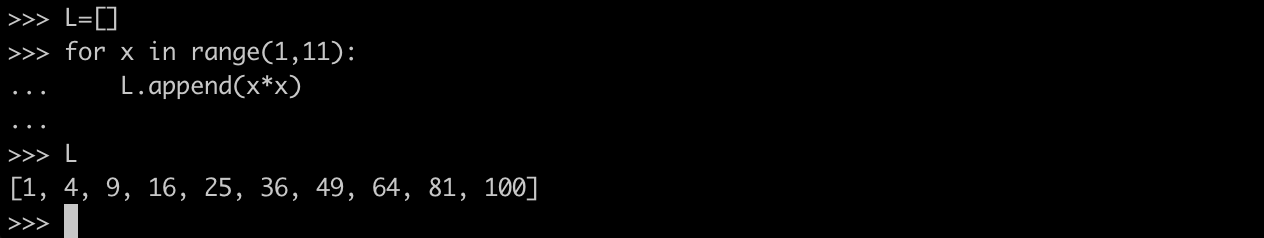 >>> L=[]
>>> for x in range(1,11):
...     L.append(x*x)
...
>>> L
[1, 4, 9, 16, 25, 36, 49, 64, 81, 100]
>>>